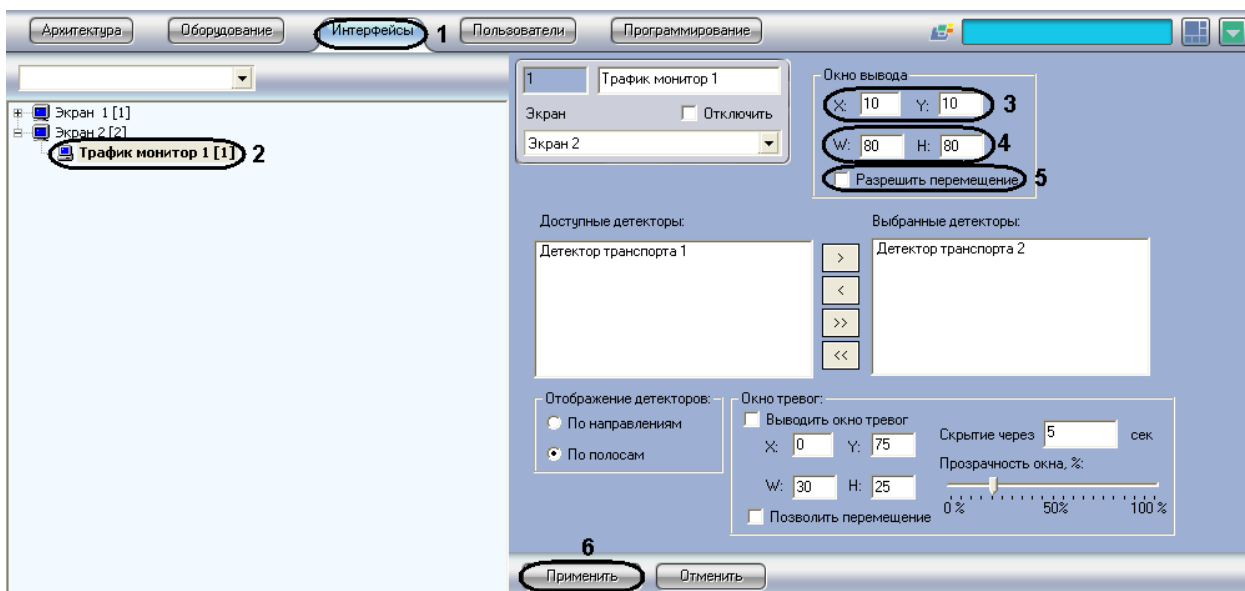 Архитектура Оборудование Интерфейсы 1 Пользователи Программирование
Экран 1 [1]
Экран 2 [2]
Трафик монитор 1 [1] 2
1 Трафик монитор 1
Экран Отключить
Экран 2
Окно вывода
X: 10 Y: 10 3
W: 80 H: 80 4
Разрешить перемещение 5
Доступные детекторы: Выбранные детекторы:
Детектор транспорта 1 > Детектор транспорта 2
<
>>
<<
Отображение детекторов:
По направлениям
По полосам
Окно тревог:
Выводить окно тревог
X: 0 Y: 75
W: 30 H: 25
Позволить перемещение
Скрытие через 5 сек
Прозрачность окна, %:
0 % 50% 100 %
6
Применить Отменить